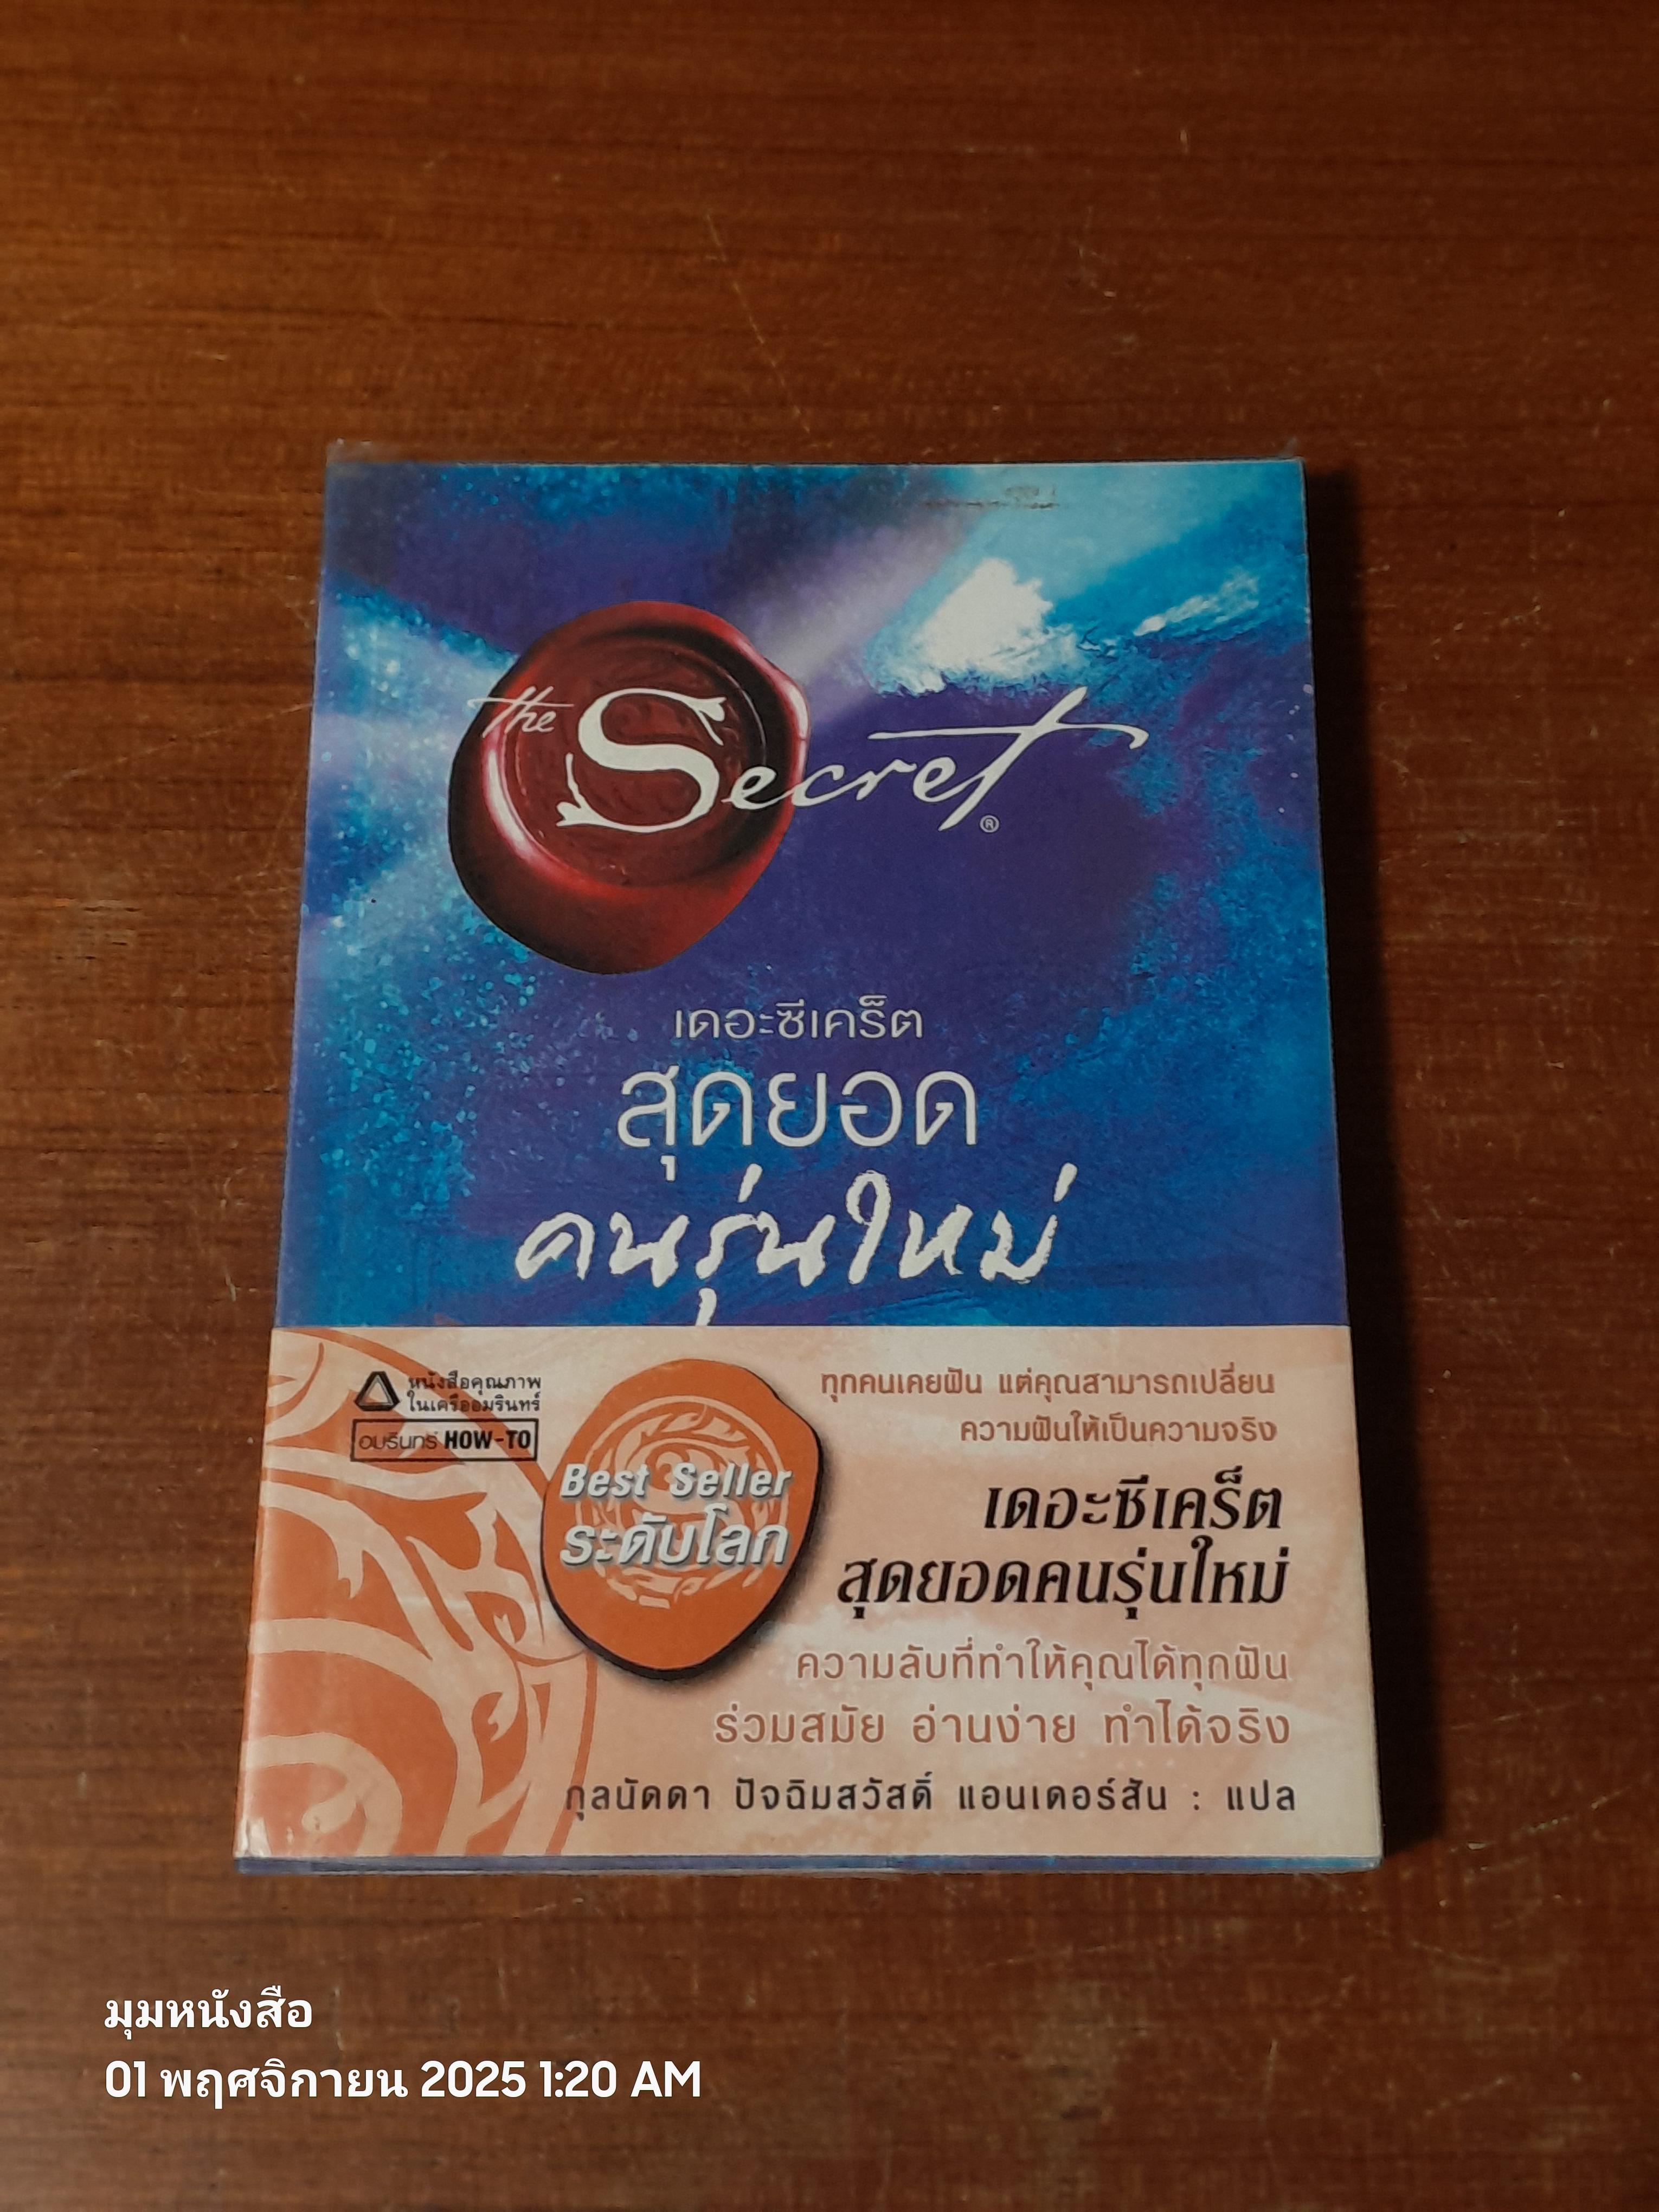 the Secret®
เดอะซีเคร็ต
สุดยอด
คนรุ่นใหม่
หนังสือคุณภาพ
ในเครืออมรินทร์
อมรินทร์ HOW-TO
Best Seller
ระดับโลก
ทุกคนเคยฝัน แต่คุณสามารถเปลี่ยน
ความฝันให้เป็นความจริง
เดอะซีเคร็ต
สุดยอดคนรุ่นใหม่
ความลับที่ทำให้คุณได้ทุกฝัน
ร่วมสมัย อ่านง่าย ทำได้จริง
กุลนัดดา ปัจฉิมสวัสดิ์ แอนเดอร์สัน : แปล
มุมหนังสือ
01 พฤศจิกายน 2025 1:20 AM